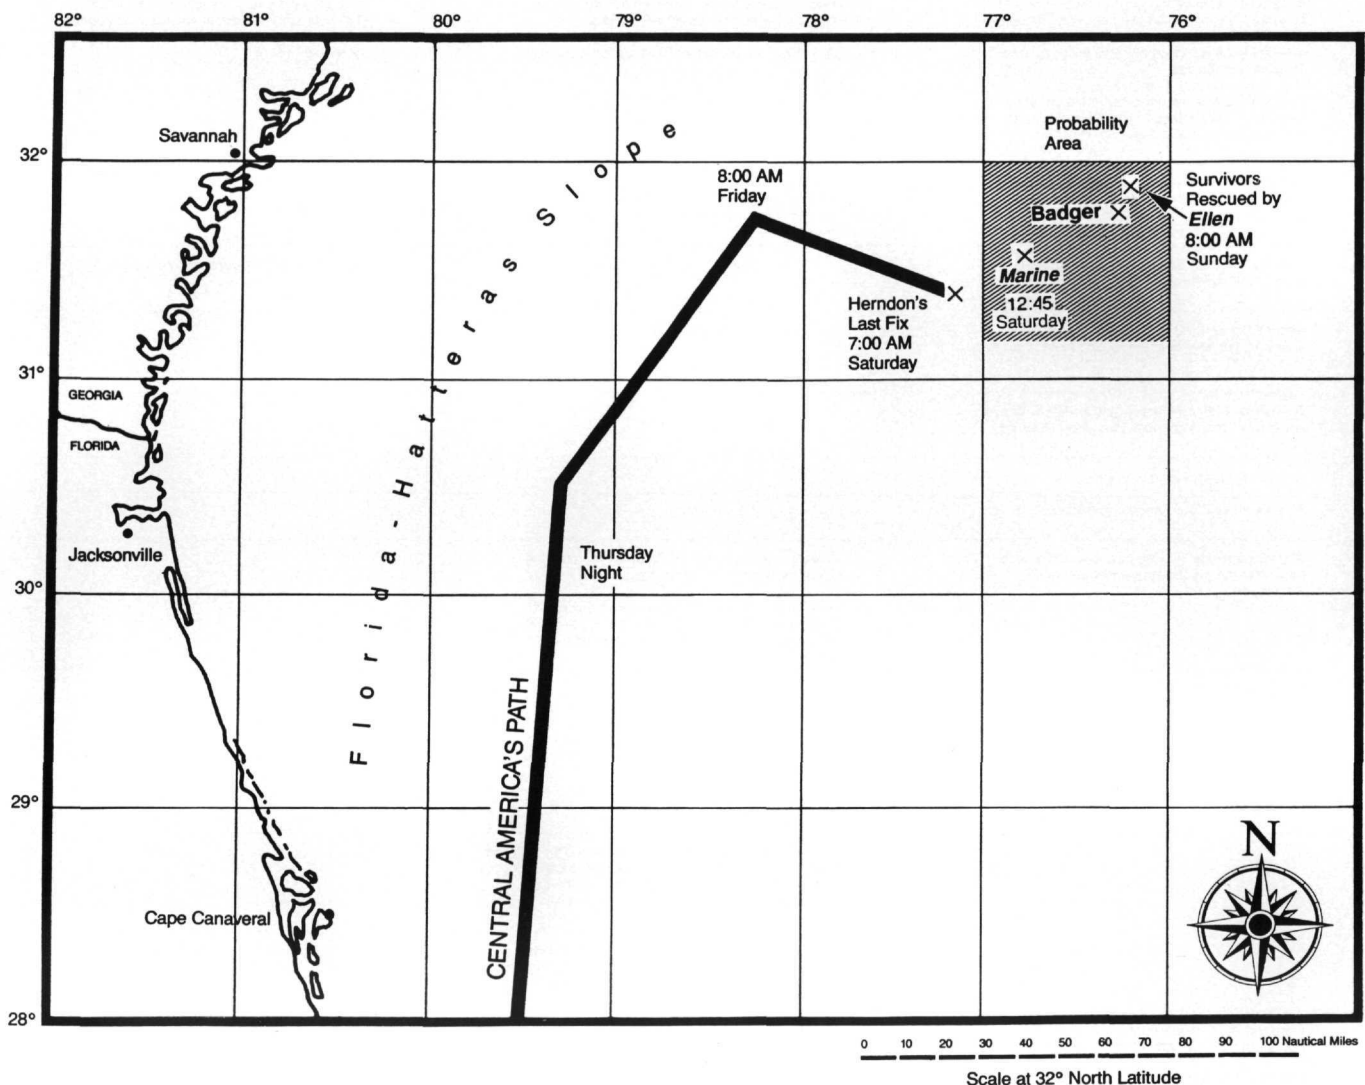 82° 81° 80° 79° 78° 77° 76°
Probability
Area
Savannah
32°
8:00 AM
Friday
Survivors
Rescued by
Ellen
8:00 AM
Sunday
Badger
Marine
12:45
Saturday
Herndon's
Last Fix
7:00 AM
Saturday
Florida-Hatteras Slope
31°
GEORGIA
FLORIDA
Jacksonville
Thursday
Night
30°
CENTRAL AMERICA'S PATH
29°
Cape Canaveral
N
28°
0 10 20 30 40 50 60 70 80 90 100 Nautical Miles
Scale at 32° North Latitude